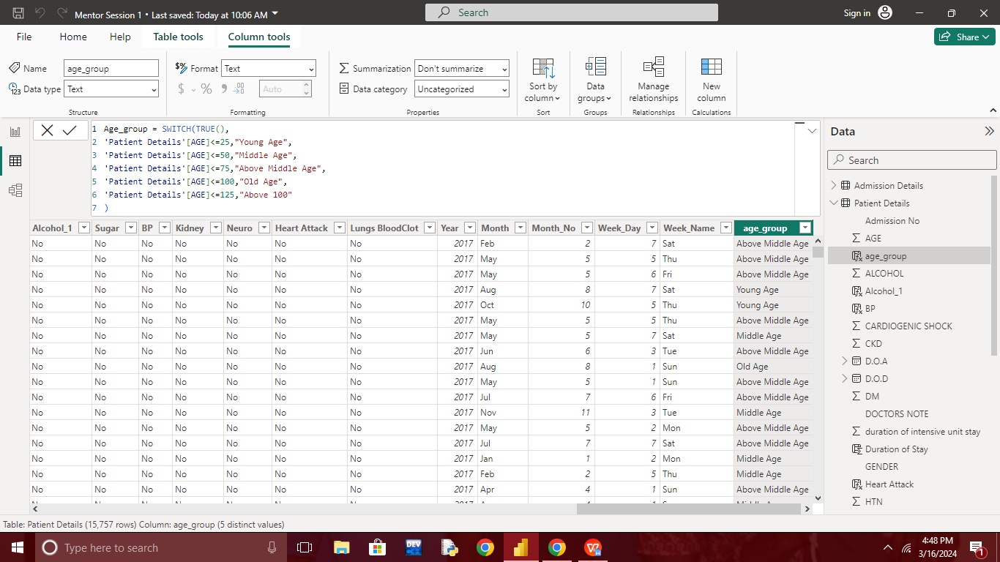 Mentor Session 1 • Last saved: Today at 10:06 AM
Search
Sign in
File Home Help Table tools Column tools
Share
Name age_group
Data type Text
Structure
$% Format Text
$ % 9 .00 Auto
Formatting
Summarization Don't summarize
Data category Uncategorized
Properties
Sort by
column
Sort
Data
groups
Groups
Manage
relationships
Relationships
New
column
Calculations
1 Age_group = SWITCH(TRUE(),
2 'Patient Details'[AGE]<=25,"Young Age",
3 'Patient Details'[AGE]<=50,"Middle Age",
4 'Patient Details'[AGE]<=75,"Above Middle Age",
5 'Patient Details'[AGE]<=100,"Old Age",
6 'Patient Details'[AGE]<=125,"Above 100"
7 )
Alcohol_1 Sugar BP Kidney Neuro Heart Attack Lungs BloodClot Year Month Month_No Week_Day Week_Name age_group
No No No No No No No 2017 Feb 2 7 Sat Above Middle Age
No No No No No No No 2017 May 5 5 Thu Above Middle Age
No No No No No No No 2017 May 5 6 Fri Above Middle Age
No No No No No No No 2017 Aug 8 7 Sat Young Age
No No No No No No No 2017 Oct 10 5 Thu Young Age
No No No No No No No 2017 May 5 5 Thu Above Middle Age
No No No No No No No 2017 May 5 7 Sat Middle Age
No No No No No No No 2017 Jun 6 3 Tue Above Middle Age
No No No No No No No 2017 Aug 8 1 Sun Old Age
No No No No No No No 2017 May 5 1 Sun Above Middle Age
No No No No No No No 2017 Jul 7 6 Fri Above Middle Age
No No No No No No No 2017 Nov 11 3 Tue Middle Age
No No No No No No No 2017 May 5 2 Mon Above Middle Age
No No No No No No No 2017 Jul 7 7 Sat Above Middle Age
No No No No No No No 2017 Jan 1 2 Mon Middle Age
No No No No No No No 2017 Feb 2 5 Thu Middle Age
No No No No No No No 2017 Apr 4 1 Sun Above Middle Age
Table: Patient Details (15,757 rows) Column: age_group (5 distinct values)
Data
Search
Admission Details
Patient Details
Admission No
AGE
age_group
ALCOHOL
Alcohol_1
BP
CARDIOGENIC SHOCK
CKD
D.O.A
D.O.D
DM
DOCTORS NOTE
duration of intensive unit stay
Duration of Stay
GENDER
Heart Attack
HTN
Type here to search
DEV
4:48 PM
3/16/2024
1